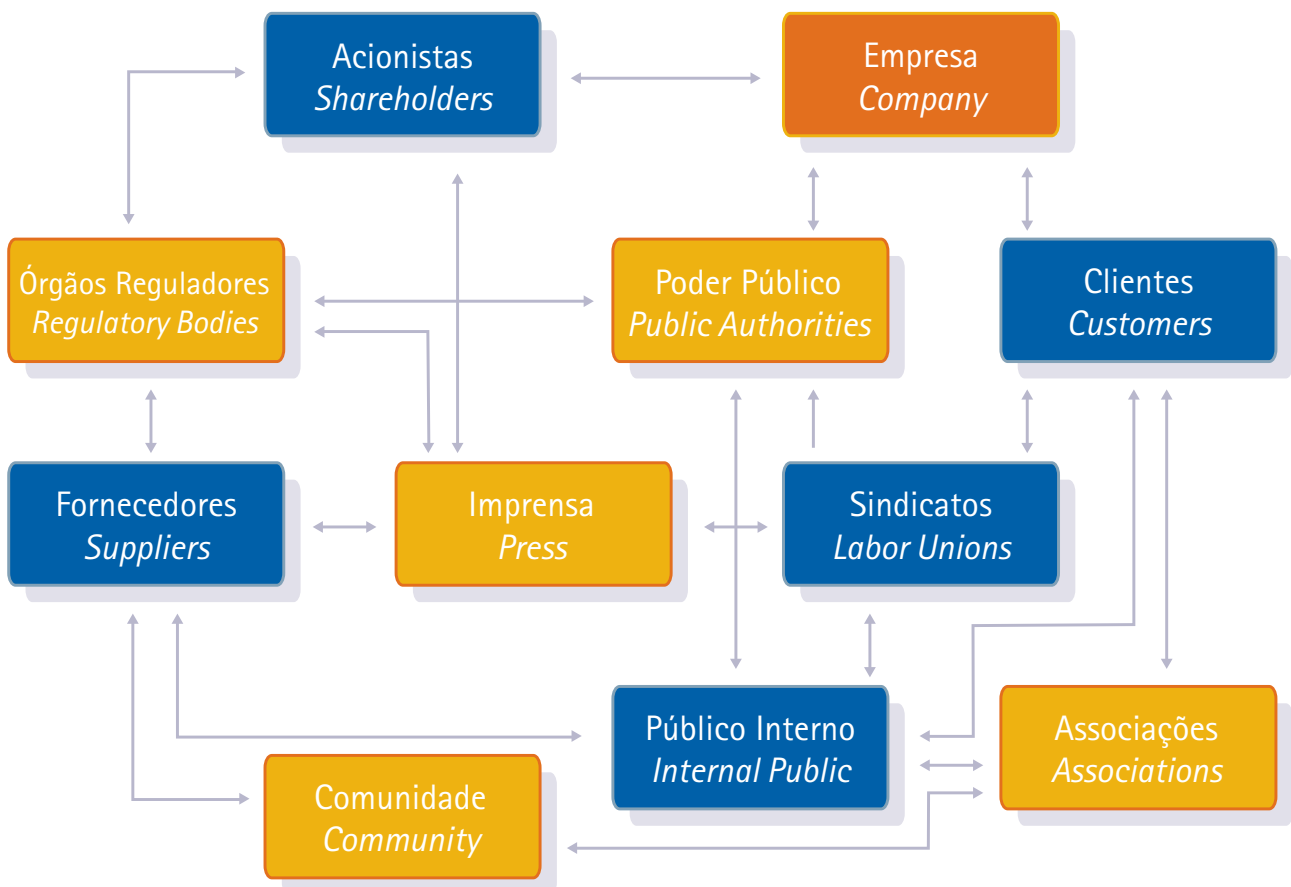 Acionistas
Shareholders
Empresa
Company
Órgãos Reguladores
Regulatory Bodies
Poder Público
Public Authorities
Clientes
Customers
Fornecedores
Suppliers
Imprensa
Press
Sindicatos
Labor Unions
Público Interno
Internal Public
Associações
Associations
Comunidade
Community